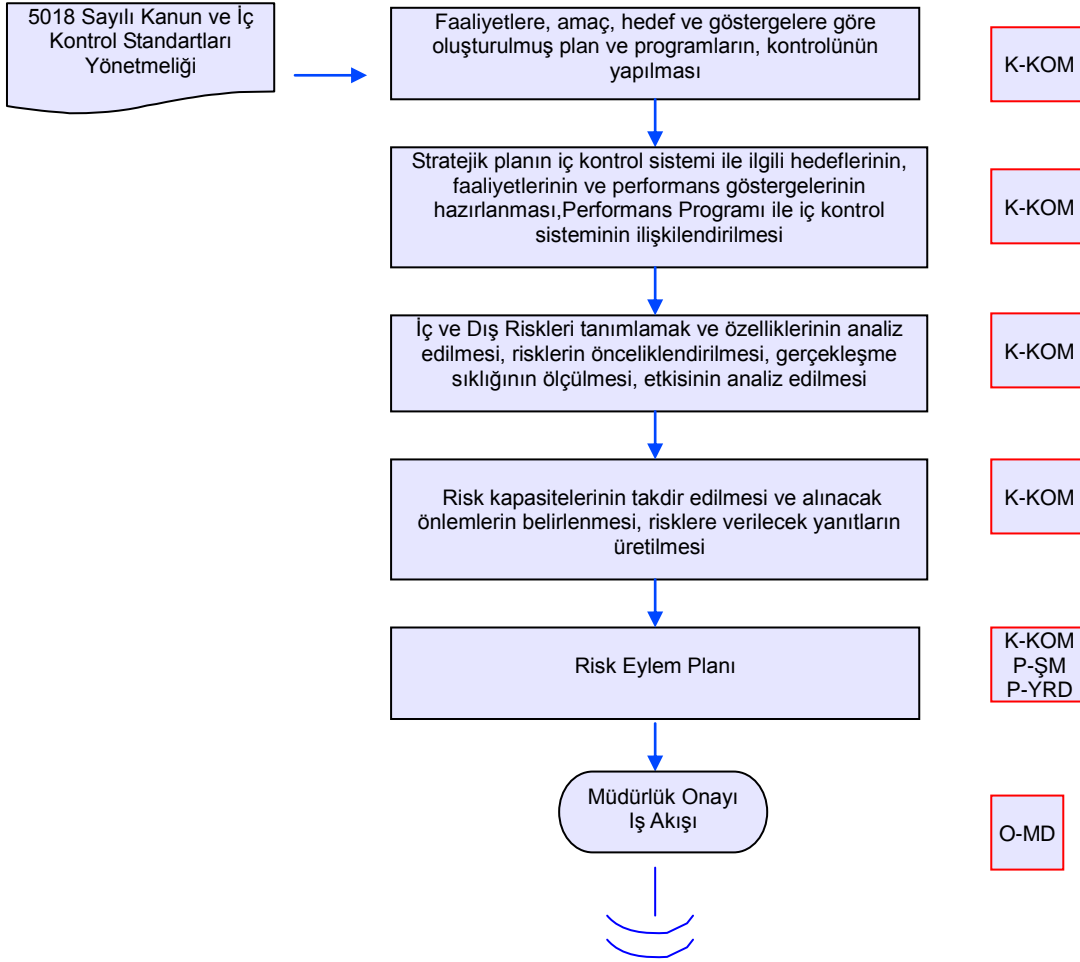 5018 Sayılı Kanun ve İç
Kontrol Standartları
Yönetmeliği
Faaliyetlere, amaç, hedef ve göstergelere göre
oluşturulmuş plan ve programların, kontrolünün
yapılması
K-KOM
Stratejik planın iç kontrol sistemi ile ilgili hedeflerinin,
faaliyetlerinin ve performans göstergelerinin
hazırlanması,Performans Programı ile iç kontrol
sisteminin ilişkilendirilmesi
K-KOM
İç ve Dış Riskleri tanımlamak ve özelliklerinin analiz
edilmesi, risklerin önceliklendirilmesi, gerçekleşme
sıklığının ölçülmesi, etkisinin analiz edilmesi
K-KOM
Risk kapasitelerinin takdir edilmesi ve alınacak
önlemlerin belirlenmesi, risklere verilecek yanıtların
üretilmesi
K-KOM
Risk Eylem Planı
K-KOM
P-ŞM
P-YRD
Müdürlük Onayı
Iş Akışı
O-MD